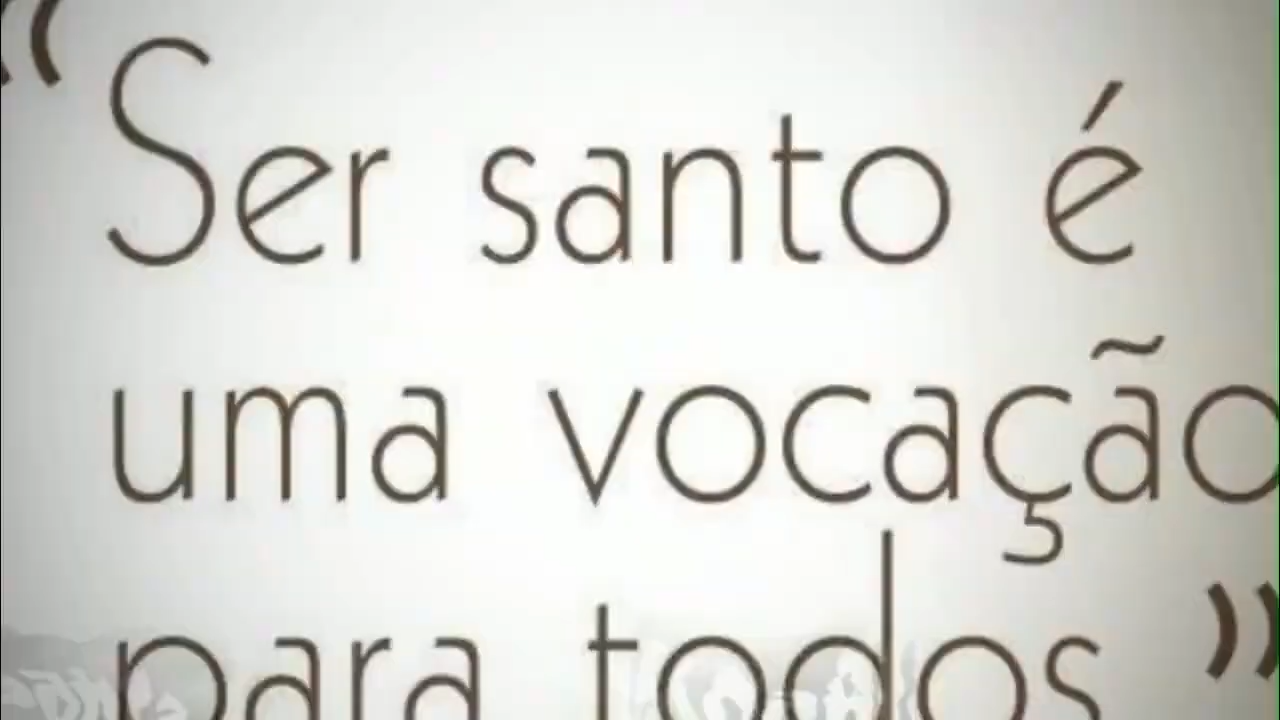 “Ser santo é
uma vocação
para todos”